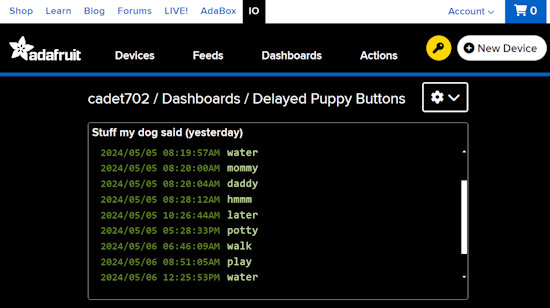 Shop Learn Blog Forums LIVE! AdaBox IO Account 0
adafruit Devices Feeds Dashboards Actions New Device
cadet702 / Dashboards / Delayed Puppy Buttons
Stuff my dog said (yesterday)
2024/05/05 08:19:57AM water
2024/05/05 08:20:00AM mommy
2024/05/05 08:20:04AM daddy
2024/05/05 08:28:12AM hmmm
2024/05/05 10:26:44AM later
2024/05/05 05:28:33PM potty
2024/05/06 06:46:09AM walk
2024/05/06 08:51:05AM play
2024/05/06 12:25:53PM water